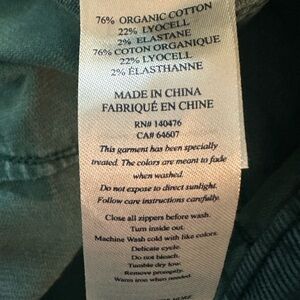 76% ORGANIC COTTON
22% LYOCELL
2% ELASTANE
76% COTON ORGANIQUE
22% LYOCELL
2% ÉLASTHANNE
MADE IN CHINA
FABRIQUÉ EN CHINE
RN# 140476
CA# 64607
This garment has been specially
treated. The colors are meant to fade
when washed.
Do not expose to direct sunlight.
Follow care instructions carefully.
Close all zippers before wash.
Turn inside out.
Machine Wash cold with like colors.
Delicate cycle.
Do not bleach.
Tumble dry low.
Remove promptly.
Warm iron when needed.